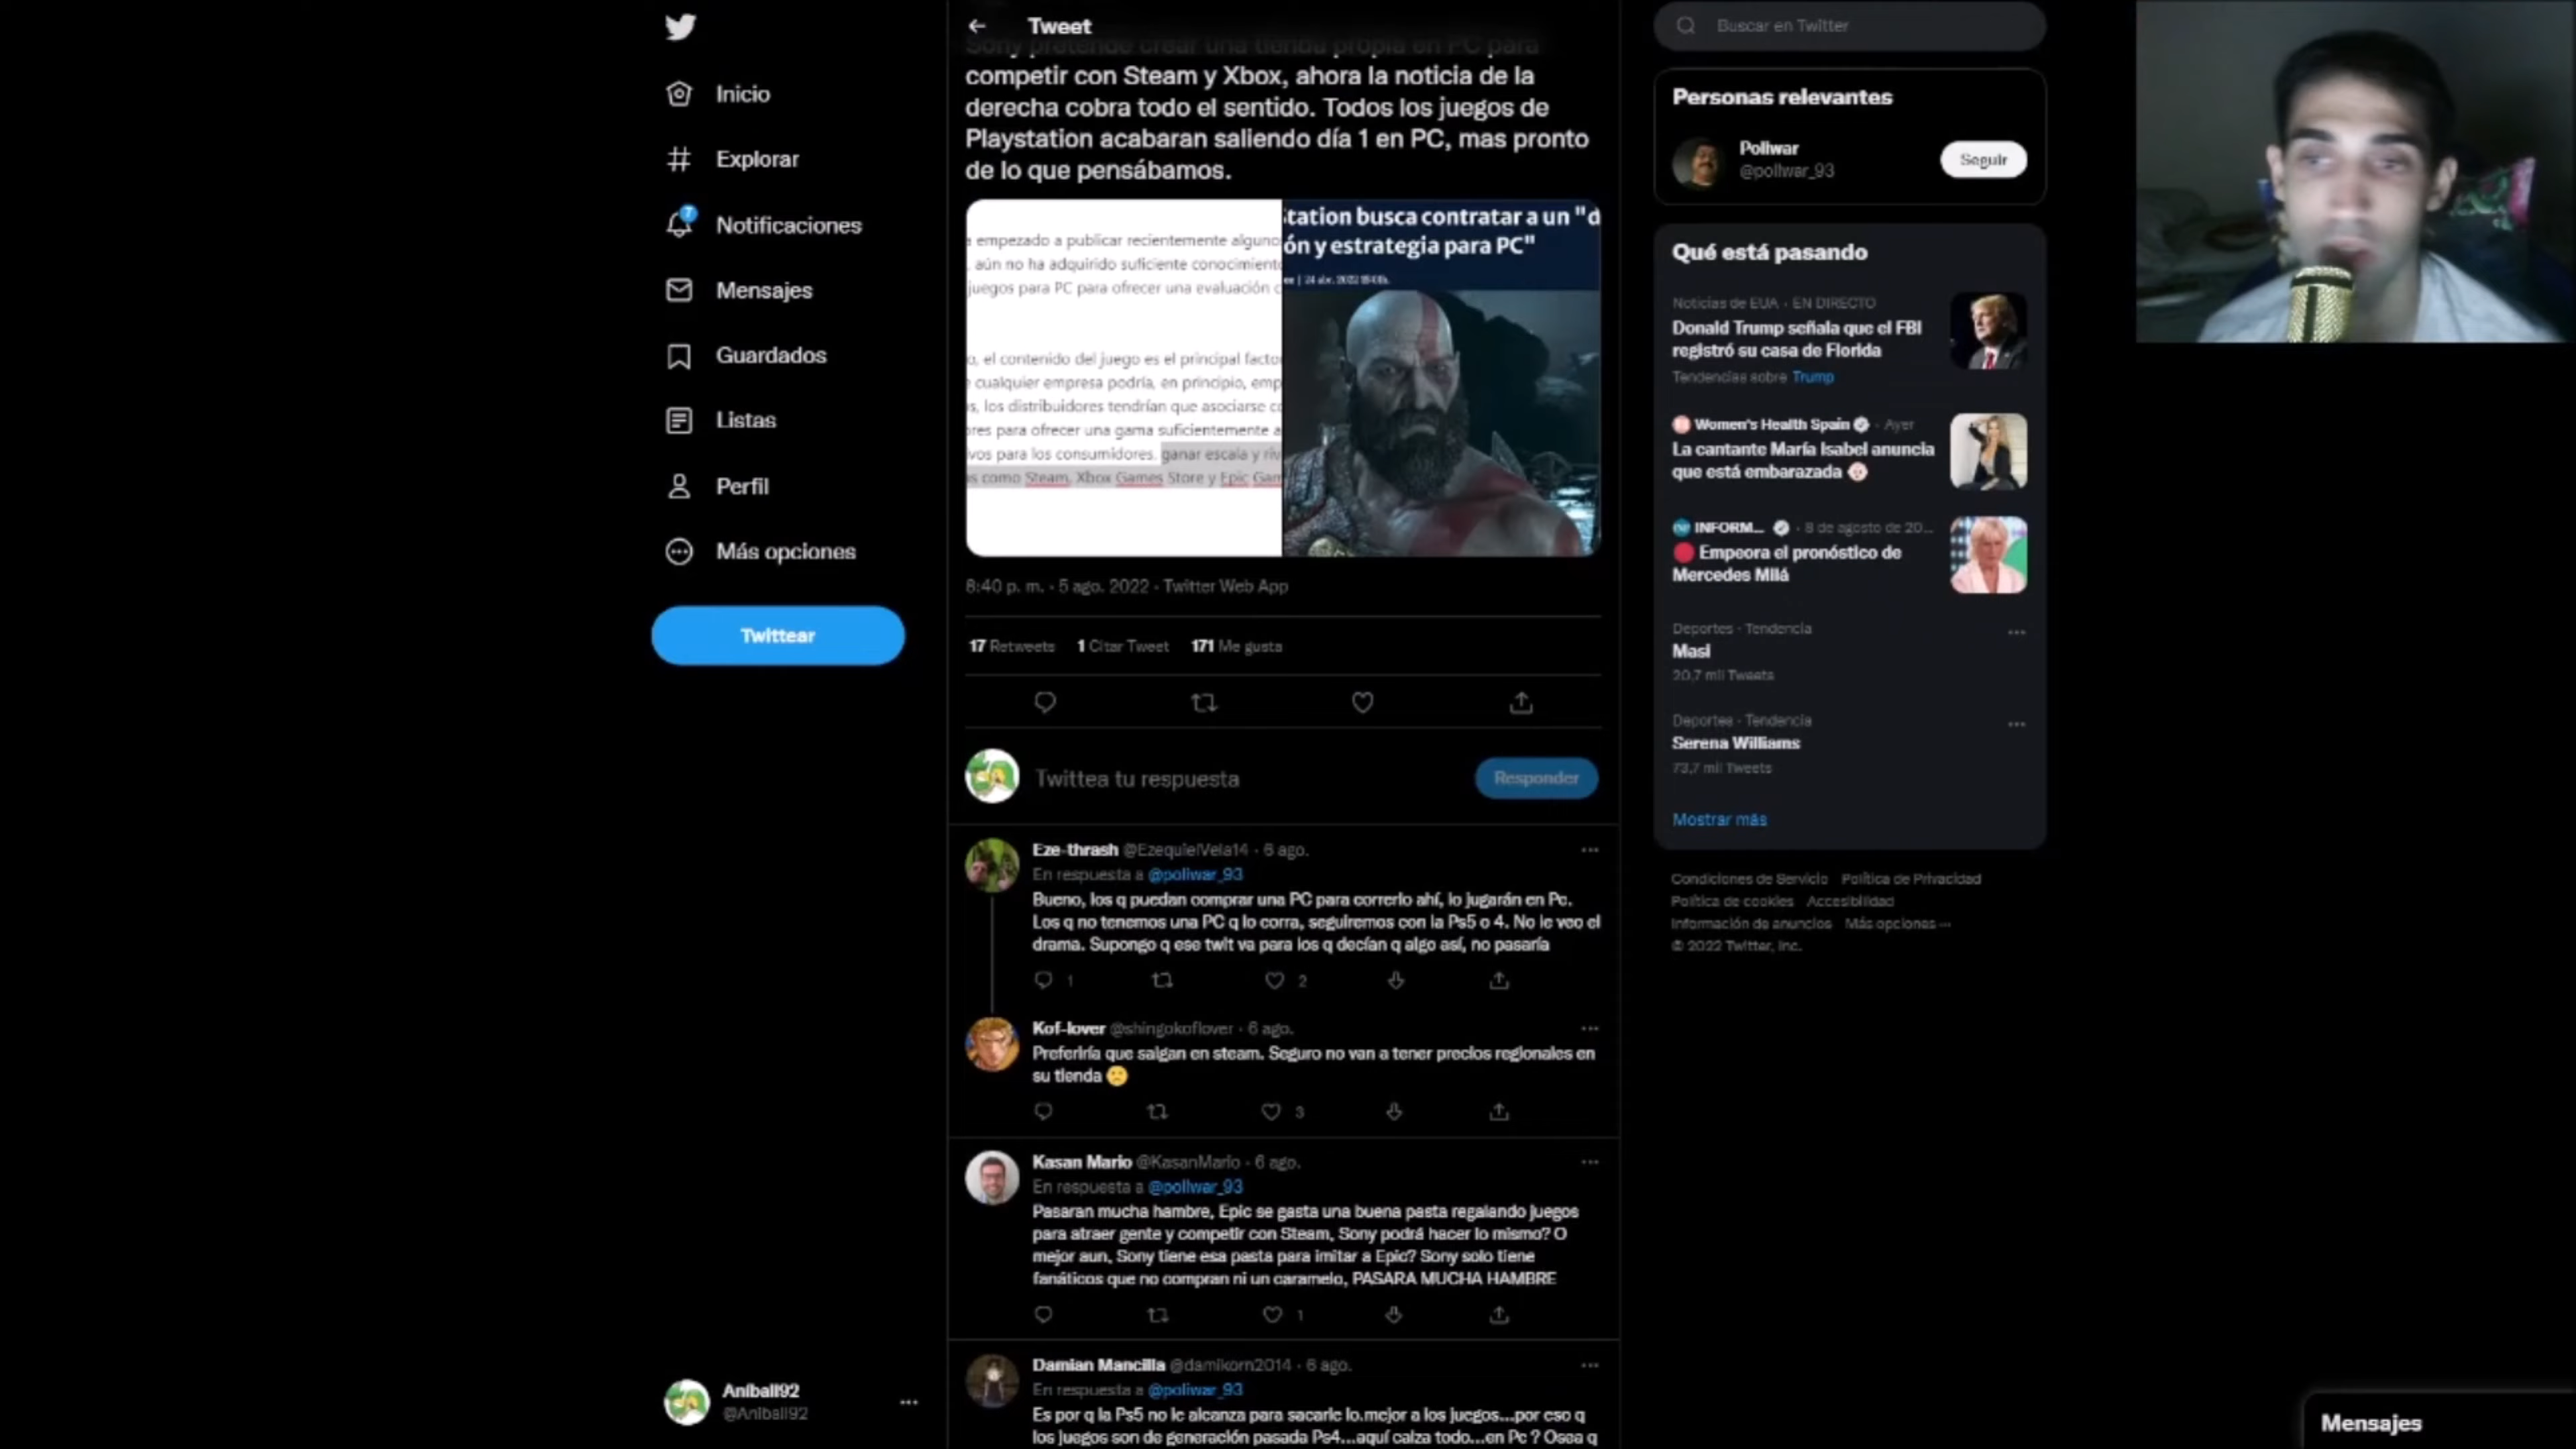 Inicio
Explorar
7
Notificaciones
Mensajes
Guardados
Listas
Perfil
Más opciones
Twittear
Aníball92
@Aniball92
Tweet
Sony pretende crear una tienda propia en PC para
competir con Steam y Xbox, ahora la noticia de la
derecha cobra todo el sentido. Todos los juegos de
Playstation acabaran saliendo día 1 en PC, mas pronto
de lo que pensábamos.
empezado a publicar recientemente alguno
, aún no ha adquirido suficiente conocimiento
juegos para PC para ofrecer una evaluación c
o, el contenido del juego es el principal facto
cualquier empresa podría, en principio, emp
s, los distribuidores tendrían que asociarse co
ores para ofrecer una gama suficientemente a
ivos para los consumidores. ganar escala y riv
s como Steam, Xbox Games Store y Epic Gam
Station busca contratar a un "d
ón y estrategia para PC"
| 24 abr. 2022
8:40 p. m. · 5 ago. 2022 · Twitter Web App
17 Retweets 1 Citar Tweet 171 Me gusta
Twittea tu respuesta
Responder
Eze-thrash @EzequielVela14 · 6 ago.
En respuesta a @poliwar_93
Bueno, los q puedan comprar una PC para correrlo ahí, lo jugarán en Pc.
Los q no tenemos una PC q lo corra, seguiremos con la Ps5 o 4. No le veo el
drama. Supongo q ese twit va para los q decían q algo así, no pasaría
1 2
Kof-lover @shingokoflover · 6 ago.
Preferiría que salgan en steam. Seguro no van a tener precios regionales en
su tienda 🙁
3
Kasan Mario @KasanMario · 6 ago.
En respuesta a @poliwar_93
Pasaran mucha hambre, Epic se gasta una buena pasta regalando juegos
para atraer gente y competir con Steam, Sony podrá hacer lo mismo? O
mejor aun, Sony tiene esa pasta para imitar a Epic? Sony solo tiene
fanáticos que no compran ni un caramelo, PASARA MUCHA HAMBRE
1
Damian Mancilla @damikorn2014 · 6 ago.
En respuesta a @poliwar_93
Es por q la Ps5 no le alcanza para sacarle lo.mejor a los juegos...por eso q
los juegos son de generación pasada Ps4...aquí calza todo...en Pc ? Osea q
Buscar en Twitter
Personas relevantes
Poliwar
@poliwar_93
Seguir
Qué está pasando
Noticias de EUA · EN DIRECTO
Donald Trump señala que el FBI
registró su casa de Florida
Tendencias sobre Trump
Women's Health Spain · Ayer
La cantante María Isabel anuncia
que está embarazada
INFORM... · 8 de agosto de 20...
Empeora el pronóstico de
Mercedes Milá
Deportes · Tendencia
Masi
20,7 mil Tweets
Deportes · Tendencia
Serena Williams
73,7 mil Tweets
Mostrar más
Condiciones de Servicio Política de Privacidad
Política de cookies Accesibilidad
Información de anuncios Más opciones ···
© 2022 Twitter, Inc.
Mensajes